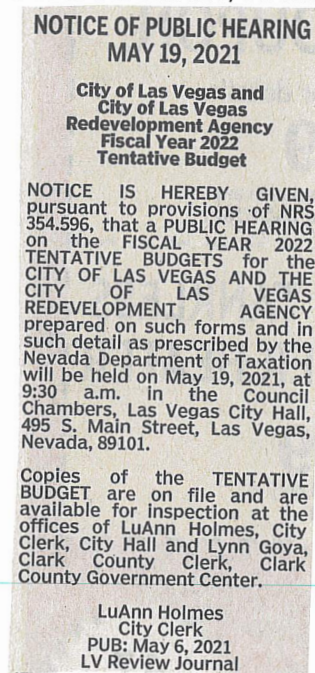 NOTICE OF PUBLIC HEARING
MAY 19, 2021
City of Las Vegas and
City of Las Vegas
Redevelopment Agency
Fiscal Year 2022
Tentative Budget
NOTICE IS HEREBY GIVEN,
pursuant to provisions of NRS
354.596, that a PUBLIC HEARING
on the FISCAL YEAR 2022
TENTATIVE BUDGETS for the
CITY OF LAS VEGAS AND THE
CITY OF LAS VEGAS
REDEVELOPMENT AGENCY
prepared on such forms and in
such detail as prescribed by the
Nevada Department of Taxation
will be held on May 19, 2021, at
9:30 a.m. in the Council
Chambers, Las Vegas City Hall,
495 S. Main Street, Las Vegas,
Nevada, 89101.
Copies of the TENTATIVE
BUDGET are on file and are
available for inspection at the
offices of LuAnn Holmes, City
Clerk, City Hall and Lynn Goya,
Clark County Clerk, Clark
County Government Center.
LuAnn Holmes
City Clerk
PUB: May 6, 2021
LV Review Journal